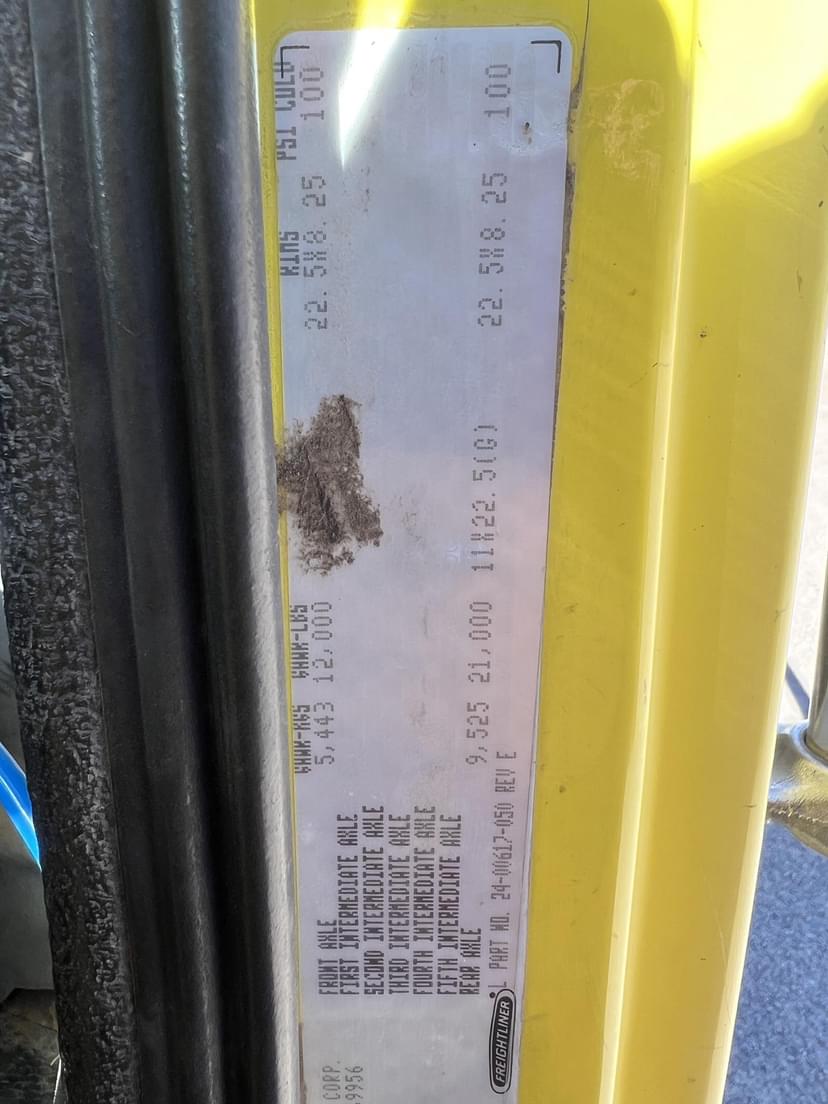 GAWR-KGS GAWR-LBS RIMS PSI COLD
FRONT AXLE 5,443 12,000 22.5X8.25 100
FIRST INTERMEDIATE AXLE
SECOND INTERMEDIATE AXLE
THIRD INTERMEDIATE AXLE
FOURTH INTERMEDIATE AXLE
FIFTH INTERMEDIATE AXLE
REAR AXLE 9,525 21,000 11X22.5(G) 22.5X8.25 100
CORP.
9956
FREIGHTLINER
PART NO. 24-00617-050 REV E